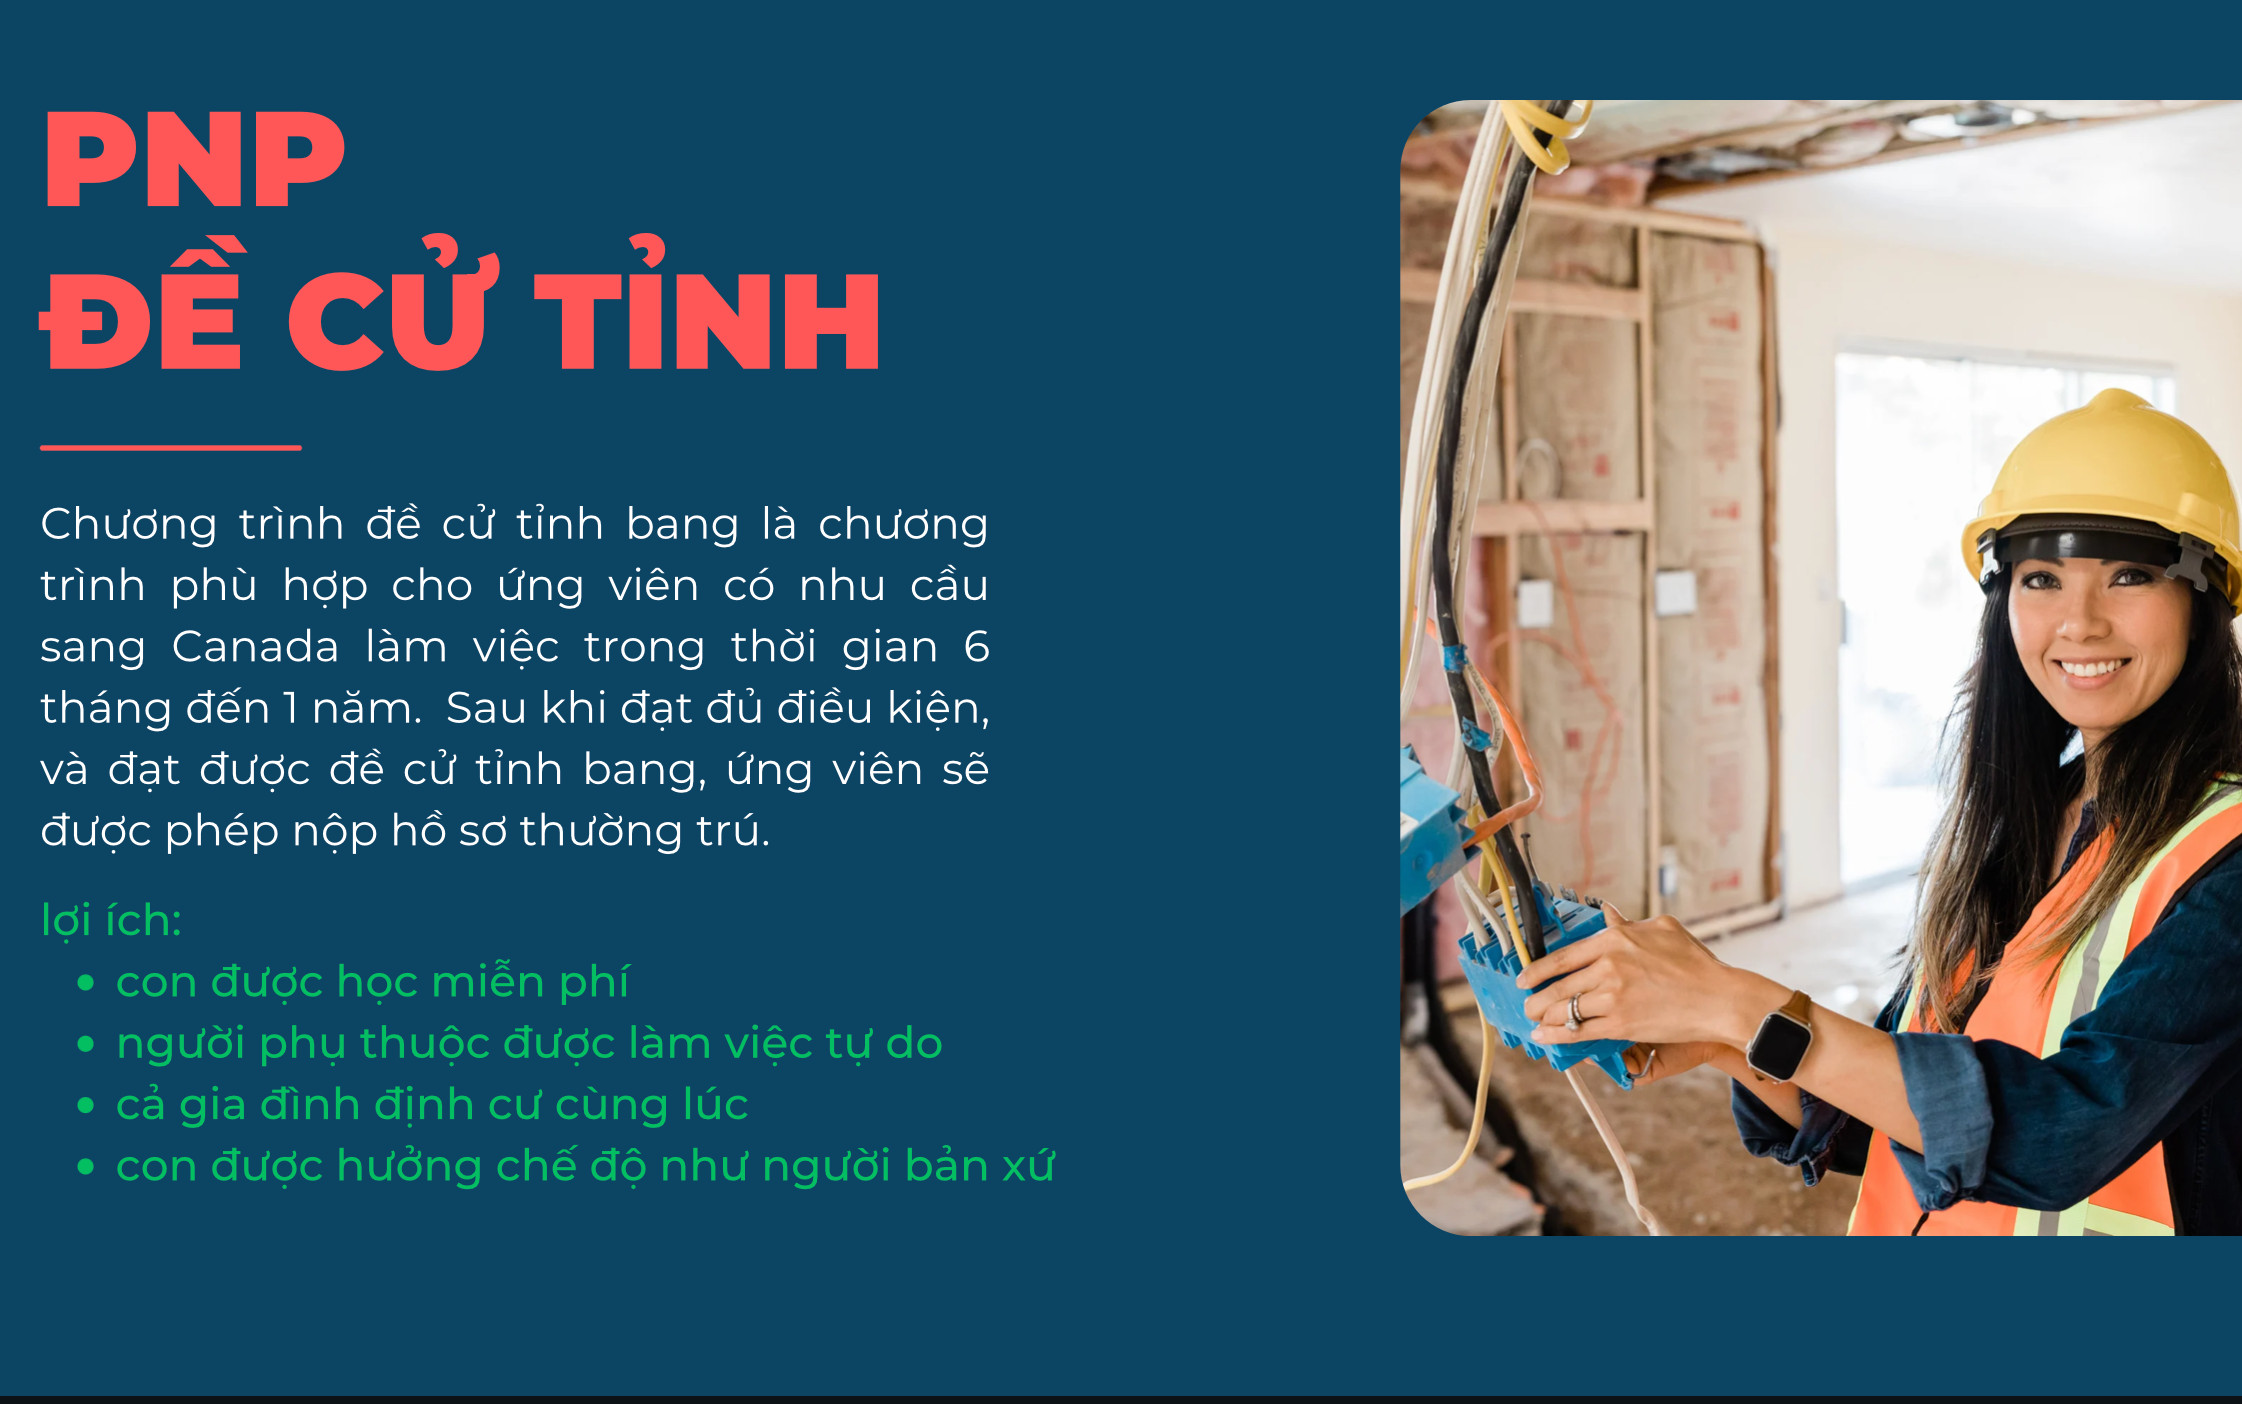 PNP
ĐỀ CỬ TỈNH
Chương trình đề cử tỉnh bang là chương
trình phù hợp cho ứng viên có nhu cầu
sang Canada làm việc trong thời gian 6
tháng đến 1 năm.  Sau khi đạt đủ điều kiện,
và đạt được đề cử tỉnh bang, ứng viên sẽ
được phép nộp hồ sơ thường trú.
lợi ích:
• con được học miễn phí
• người phụ thuộc được làm việc tự do
• cả gia đình định cư cùng lúc
• con được hưởng chế độ như người bản xứ